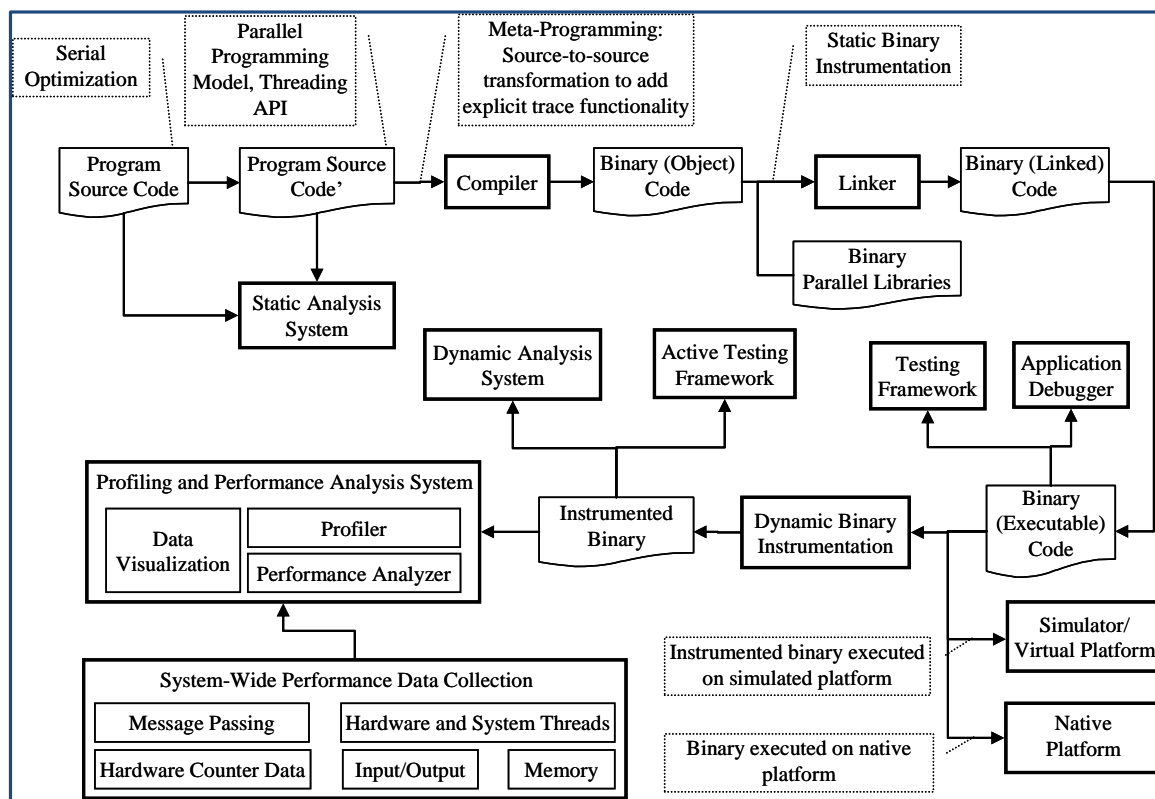 Serial
Optimization
Parallel
Programming
Model, Threading
API
Meta-Programming:
Source-to-source
transformation to add
explicit trace functionality
Static Binary
Instrumentation
Program
Source Code
Program Source
Code’
Compiler
Binary (Object)
Code
Linker
Binary (Linked)
Code
Binary
Parallel Libraries
Static Analysis
System
Dynamic Analysis
System
Active Testing
Framework
Testing
Framework
Application
Debugger
Profiling and Performance Analysis System
Data
Visualization
Profiler
Performance Analyzer
Instrumented
Binary
Dynamic Binary
Instrumentation
Binary
(Executable)
Code
Simulator/
Virtual Platform
Instrumented binary executed
on simulated platform
System-Wide Performance Data Collection
Message Passing
Hardware and System Threads
Hardware Counter Data
Input/Output
Memory
Binary executed on native
platform
Native
Platform